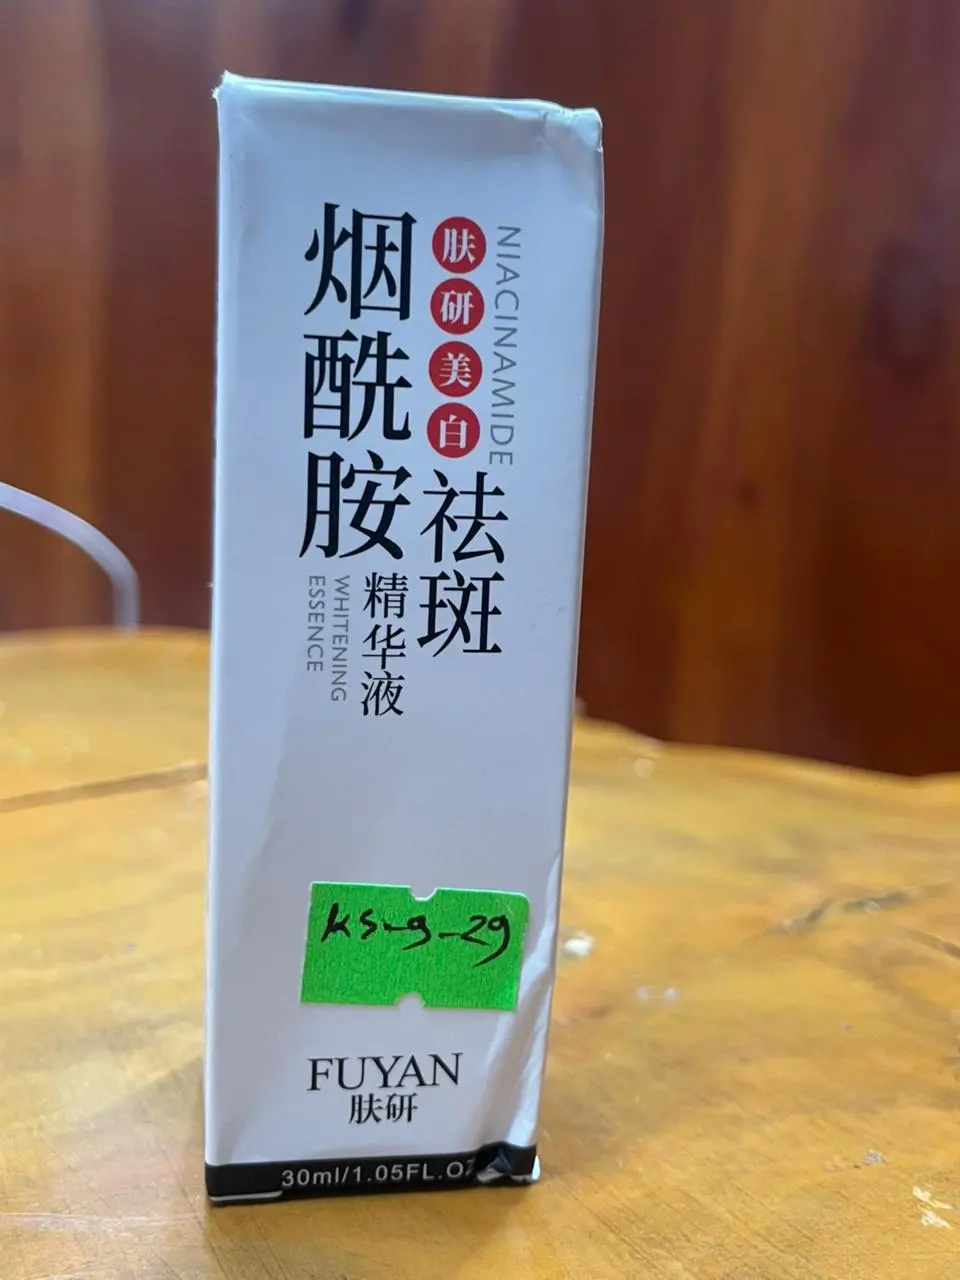 肤研美白
NIACINAMIDE
祛斑
烟酰胺
精华液
WHITENING
ESSENCE
KS-9-29
FUYAN
肤研
30ml/1.05FL.OZ